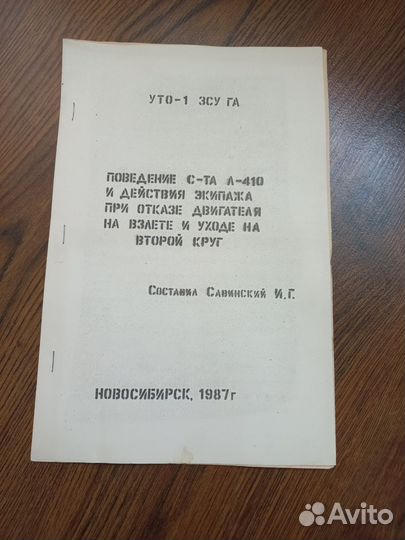 УТО-1 ЗСУ ГА
ПОВЕДЕНИЕ С-ТА Л-410
И ДЕЙСТВИЯ ЭКИПАЖА
ПРИ ОТКАЗЕ ДВИГАТЕЛЯ
НА ВЗЛЕТЕ И УХОДЕ НА
ВТОРОЙ КРУГ
СОСТАВИЛ САВИНСКИЙ И.Г.
НОВОСИБИРСК, 1987г
Avito